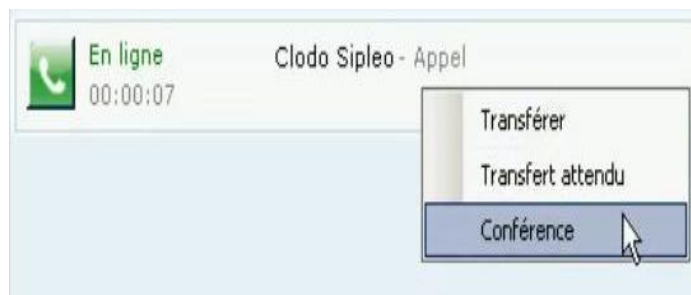 En ligne Clodo Sipleo - Appel
00:00:07
Transférer
Transfert attendu
Conférence